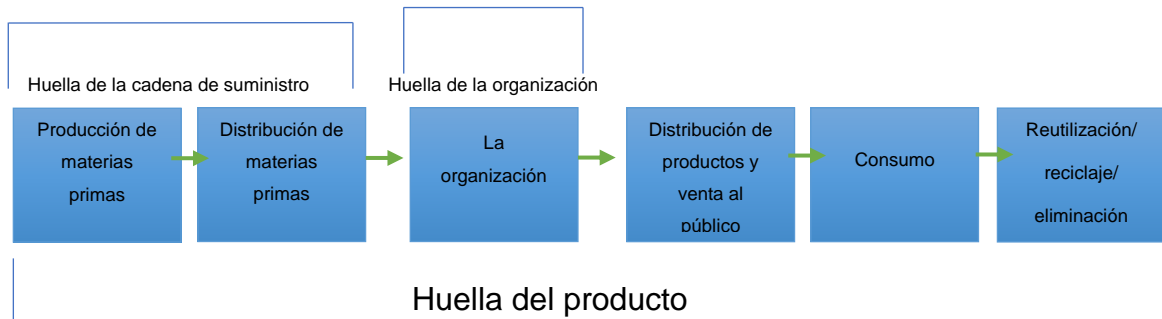 Huella de la cadena de suministro
Huella de la organización
Producción de
materias
primas
Distribución de
materias
primas
La
organización
Distribución de
productos y
venta al
público
Consumo
Reutilización/
reciclaje/
eliminación
Huella del producto